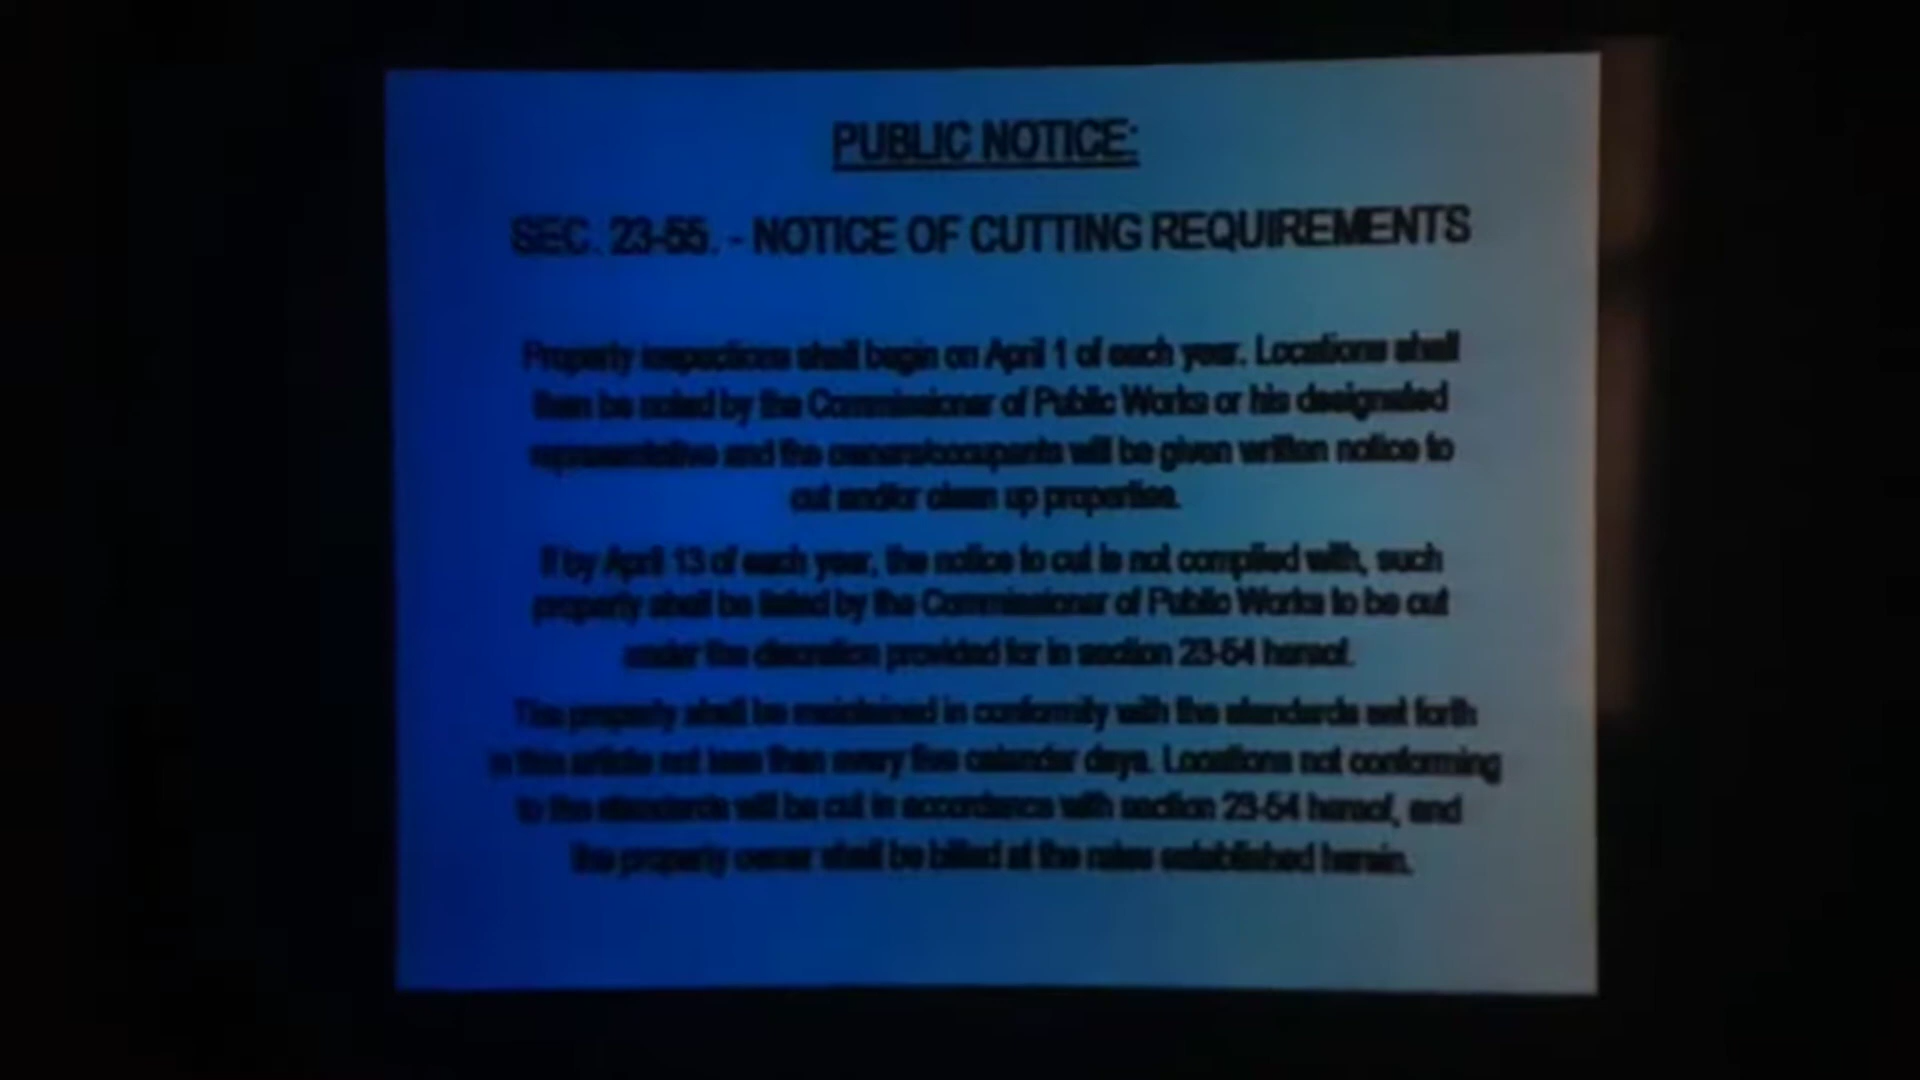 PUBLIC NOTICE:
SEC. 23-55. - NOTICE OF CUTTING REQUIREMENTS
Property inspections shall begin on April 1 of each year. Locations shall
then be noted by the Commissioner of Public Works or his designated
representative and the owners/occupants will be given written notice to
cut and/or clean up properties.
If by April 13 of each year, the notice to cut is not complied with, such
property shall be listed by the Commissioner of Public Works to be cut
under the discretion provided for in section 23-54 hereof.
The property shall be maintained in conformity with the standards set forth
in this article not less than every five calendar days. Locations not conforming
to the standards will be cut in accordance with section 23-54 hereof, and
the property owner shall be billed at the rates established herein.